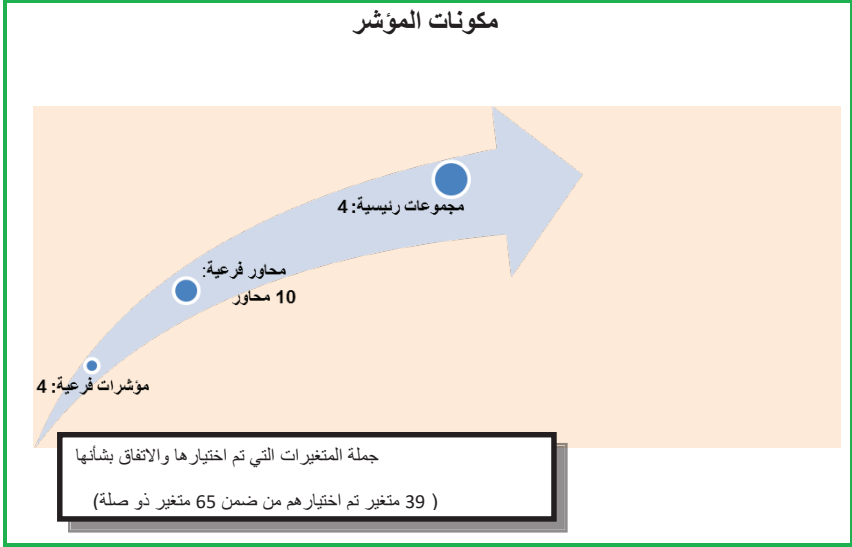 مكونات المؤشر
مجموعات رئيسية: 4
محاور فرعية:
10 محاور
مؤشرات فرعية: 4
جملة المتغيرات التي تم اختيارها والاتفاق بشأنها
( 39 متغير تم اختيارهم من ضمن 65 متغير ذو صلة)